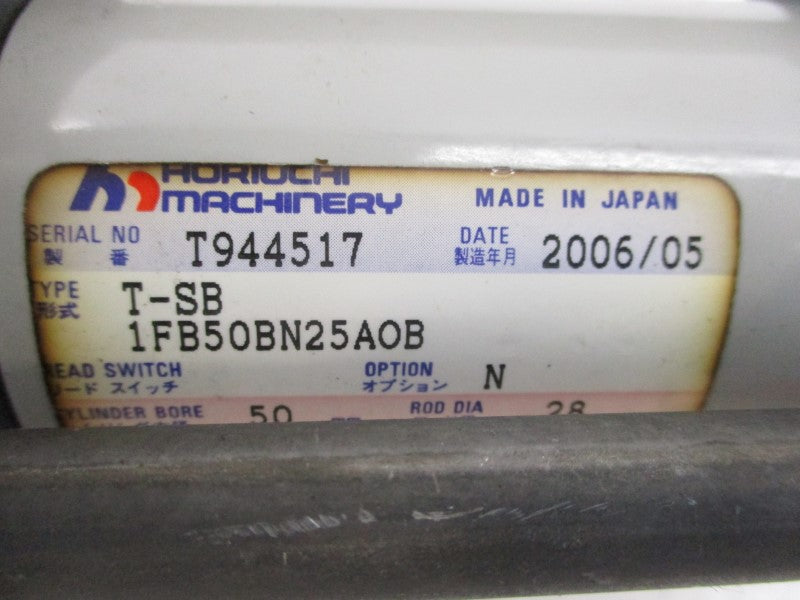 HORIUCHI
MACHINERY MADE IN JAPAN
SERIAL NO T944517 DATE 2006/05
製番 製造年月
TYPE T-SB
形式 1FB50BN25AOB
READ SWITCH OPTION N
リード スイッチ オプション
CYLINDER BORE 50 ROD DIA 28